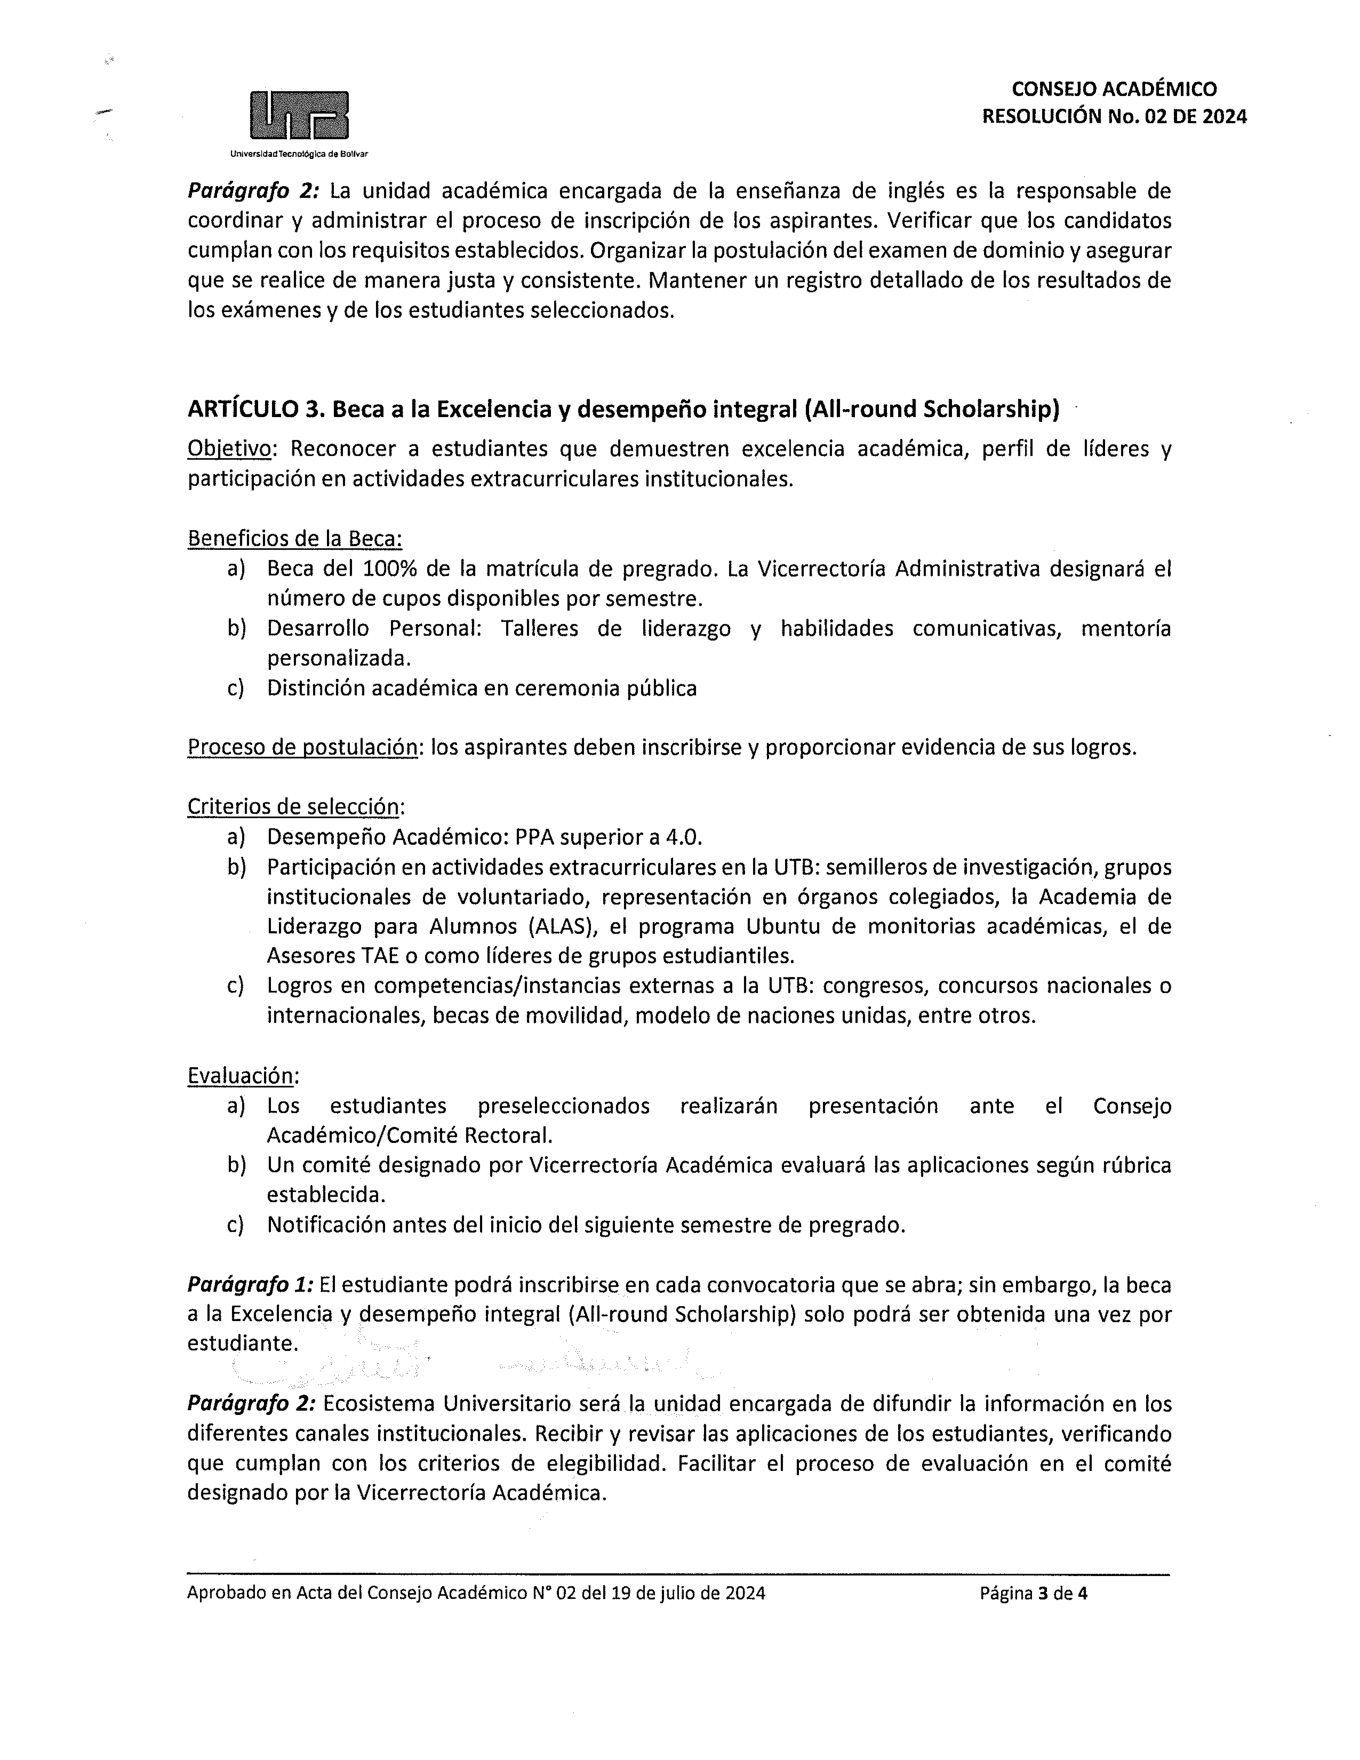 CONSEJO ACADÉMICO
RESOLUCIÓN No. 02 DE 2024
UTB
Universidad Tecnológica de Bolívar
Parágrafo 2: La unidad académica encargada de la enseñanza de inglés es la responsable de
coordinar y administrar el proceso de inscripción de los aspirantes. Verificar que los candidatos
cumplan con los requisitos establecidos. Organizar la postulación del examen de dominio y asegurar
que se realice de manera justa y consistente. Mantener un registro detallado de los resultados de
los exámenes y de los estudiantes seleccionados.
ARTÍCULO 3. Beca a la Excelencia y desempeño integral (All-round Scholarship)
Objetivo: Reconocer a estudiantes que demuestren excelencia académica, perfil de líderes y
participación en actividades extracurriculares institucionales.
Beneficios de la Beca:
a) Beca del 100% de la matrícula de pregrado. La Vicerrectoría Administrativa designará el
número de cupos disponibles por semestre.
b) Desarrollo Personal: Talleres de liderazgo y habilidades comunicativas, mentoría
personalizada.
c) Distinción académica en ceremonia pública
Proceso de postulación: los aspirantes deben inscribirse y proporcionar evidencia de sus logros.
Criterios de selección:
a) Desempeño Académico: PPA superior a 4.0.
b) Participación en actividades extracurriculares en la UTB: semilleros de investigación, grupos
institucionales de voluntariado, representación en órganos colegiados, la Academia de
Liderazgo para Alumnos (ALAS), el programa Ubuntu de monitorias académicas, el de
Asesores TAE o como líderes de grupos estudiantiles.
c) Logros en competencias/instancias externas a la UTB: congresos, concursos nacionales o
internacionales, becas de movilidad, modelo de naciones unidas, entre otros.
Evaluación:
a) Los estudiantes preseleccionados realizarán presentación ante el Consejo
Académico/Comité Rectoral.
b) Un comité designado por Vicerrectoría Académica evaluará las aplicaciones según rúbrica
establecida.
c) Notificación antes del inicio del siguiente semestre de pregrado.
Parágrafo 1: El estudiante podrá inscribirse en cada convocatoria que se abra; sin embargo, la beca
a la Excelencia y desempeño integral (All-round Scholarship) solo podrá ser obtenida una vez por
estudiante.
Parágrafo 2: Ecosistema Universitario será la unidad encargada de difundir la información en los
diferentes canales institucionales. Recibir y revisar las aplicaciones de los estudiantes, verificando
que cumplan con los criterios de elegibilidad. Facilitar el proceso de evaluación en el comité
designado por la Vicerrectoría Académica.
Aprobado en Acta del Consejo Académico N° 02 del 19 de julio de 2024 Página 3 de 4